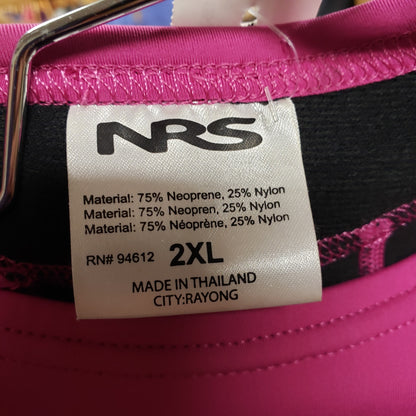 NRS
Material: 75% Neoprene, 25% Nylon
Material: 75% Neopren, 25% Nylon
Material: 75% Néoprène, 25% Nylon
RN# 94612 2XL
MADE IN THAILAND
CITY:RAYONG